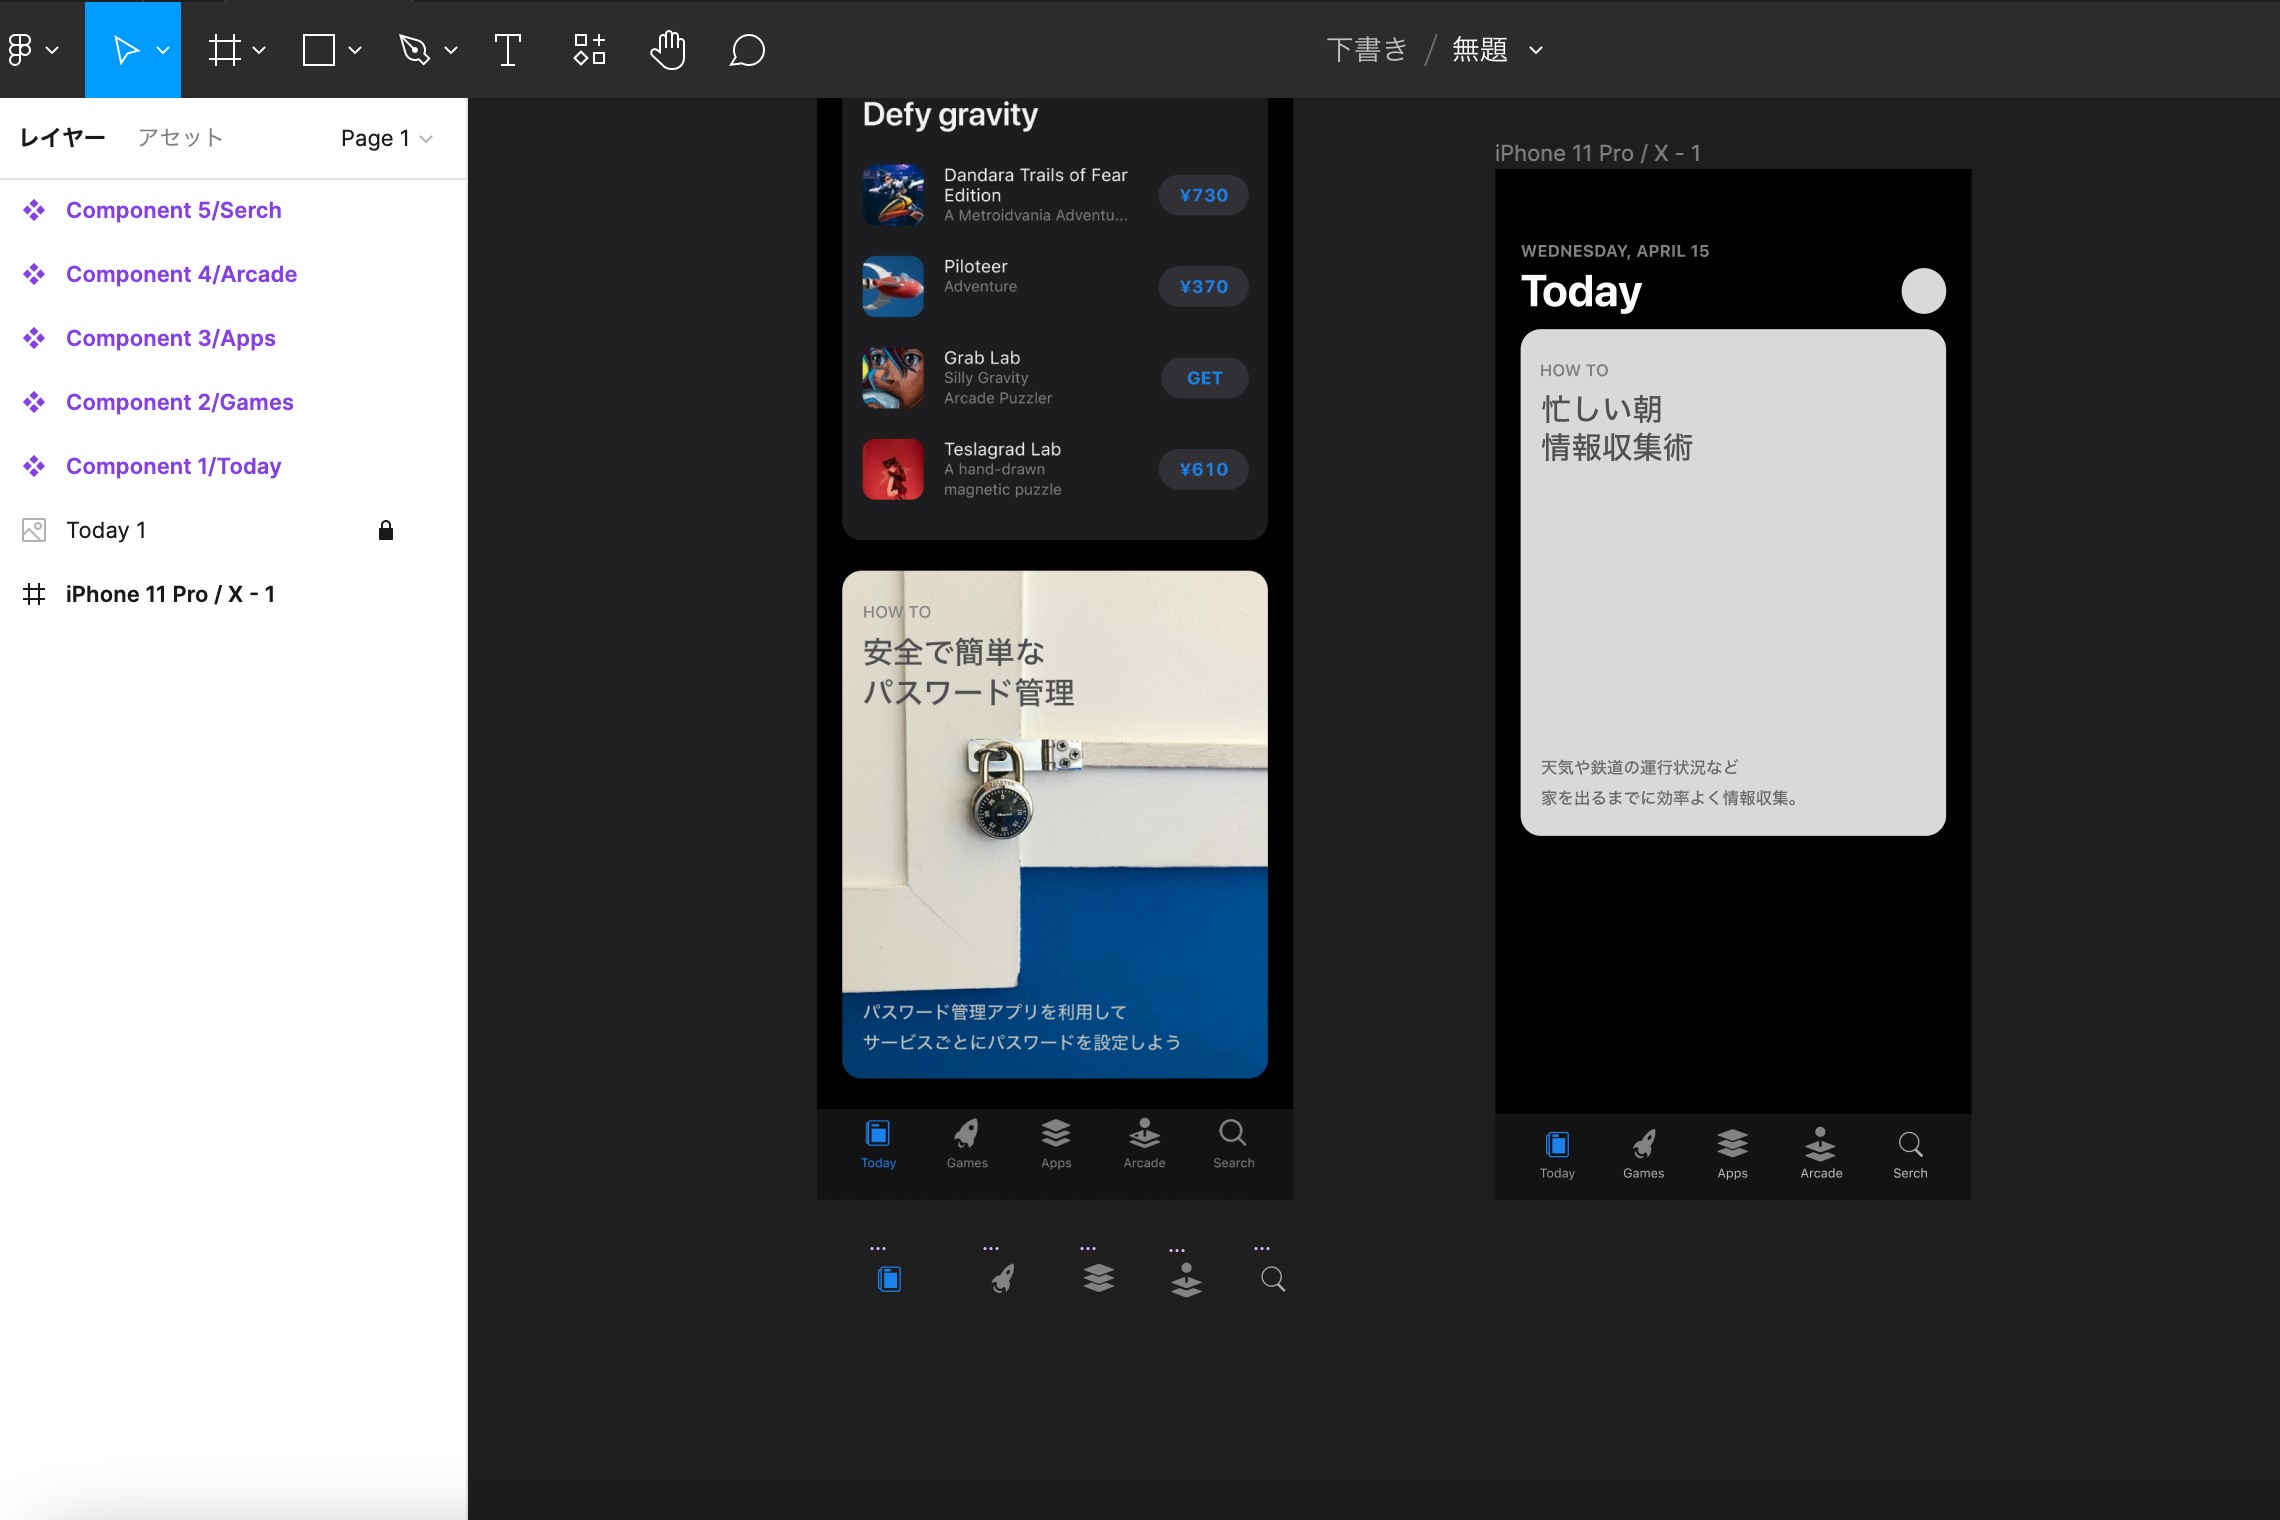 下書き / 無題
レイヤー アセット Page 1
Component 5/Serch
Component 4/Arcade
Component 3/Apps
Component 2/Games
Component 1/Today
Today 1
iPhone 11 Pro / X - 1
Defy gravity
Dandara Trails of Fear
Edition
A Metroidvania Adventu...
¥730
Piloteer
Adventure
¥370
Grab Lab
Silly Gravity
Arcade Puzzler
GET
Teslagrad Lab
A hand-drawn
magnetic puzzle
¥610
HOW TO
安全で簡単な
パスワード管理
パスワード管理アプリを利用して
サービスごとにパスワードを設定しよう
Today Games Apps Arcade Search
... ... ... ... ...
iPhone 11 Pro / X - 1
WEDNESDAY, APRIL 15
Today
HOW TO
忙しい朝
情報収集術
天気や鉄道の運行状況など
家を出るまでに効率よく情報収集。
Today Games Apps Arcade Serch